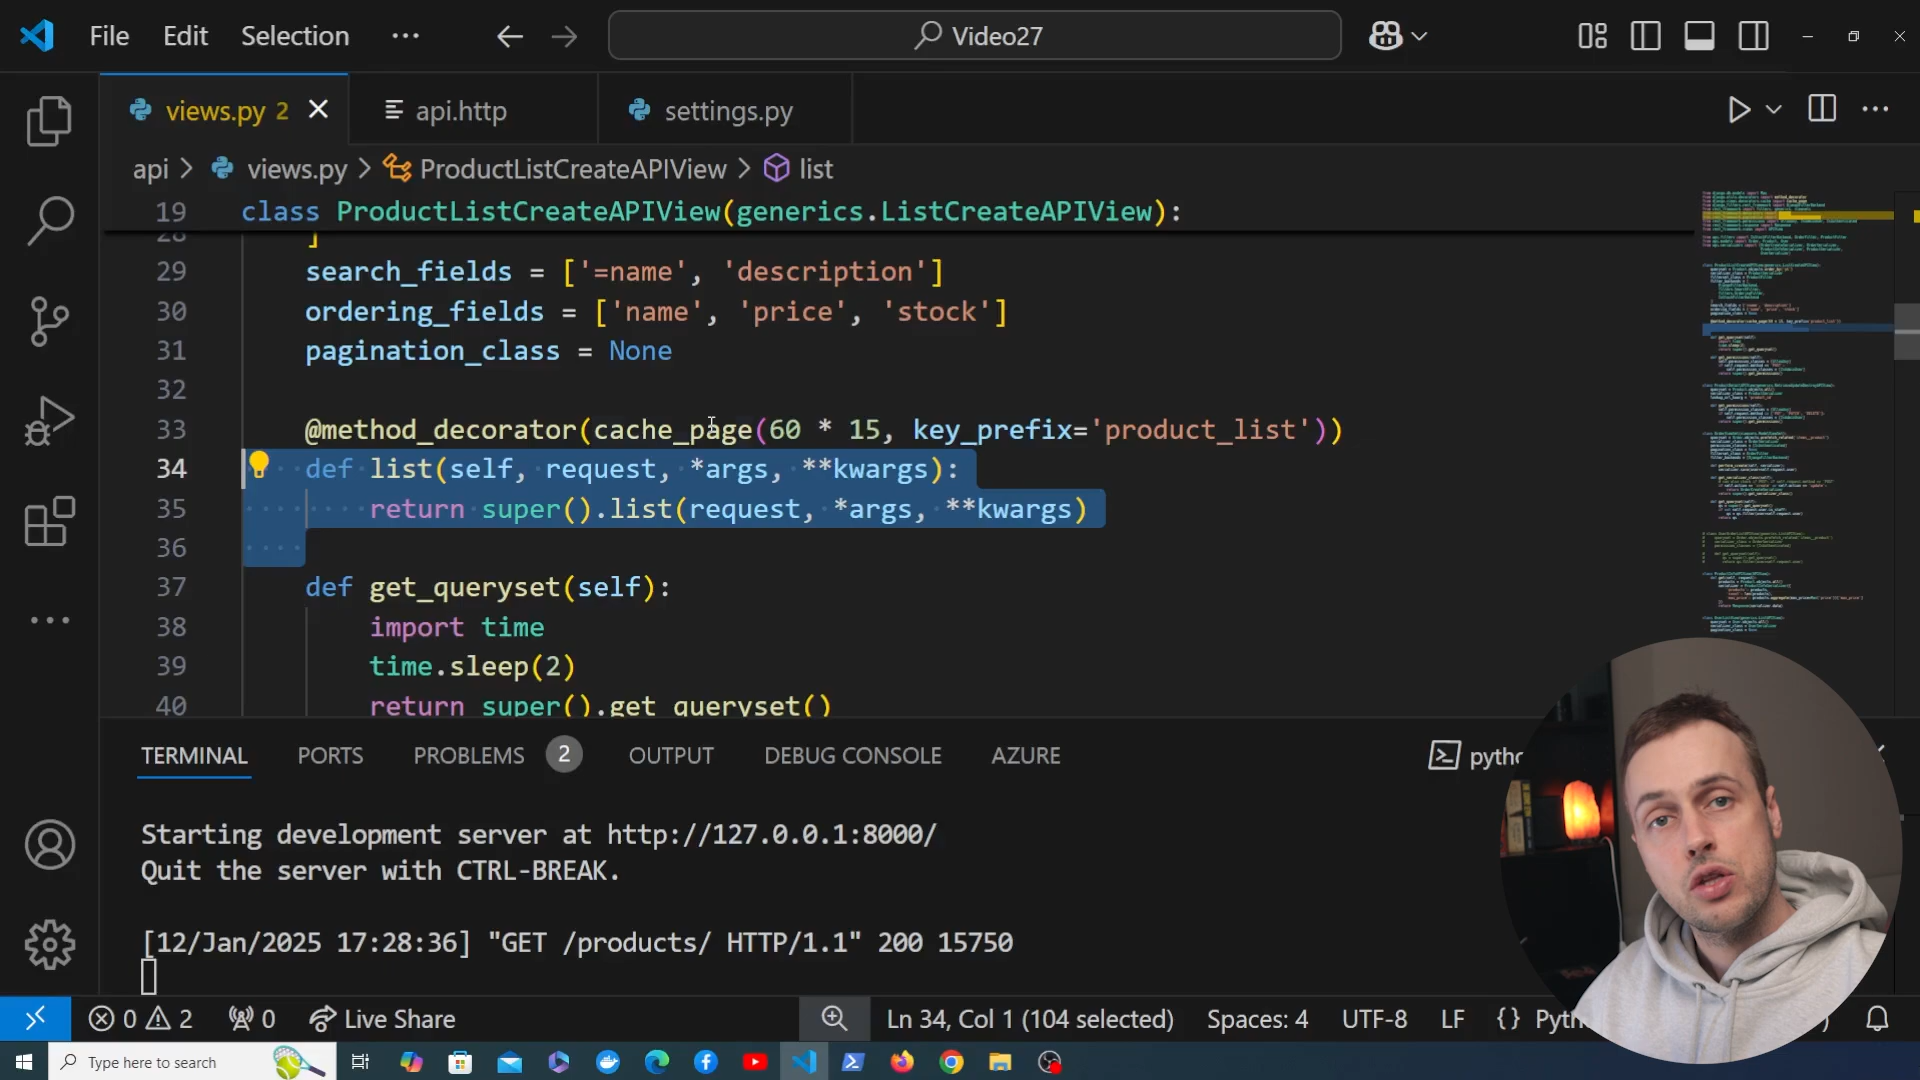 File Edit Selection ··· Video27
views.py 2 api.http settings.py
api > views.py > ProductListCreateAPIView > list
19 class ProductListCreateAPIView(generics.ListCreateAPIView):
28 ]
29 search_fields = ['=name', 'description']
30 ordering_fields = ['name', 'price', 'stock']
31 pagination_class = None
32
33 @method_decorator(cache_page(60 * 15, key_prefix='product_list'))
34 def list(self, request, *args, **kwargs):
35 return super().list(request, *args, **kwargs)
36
37 def get_queryset(self):
38 import time
39 time.sleep(2)
40 return super().get_queryset()
TERMINAL PORTS PROBLEMS 2 OUTPUT DEBUG CONSOLE AZURE
Starting development server at http://127.0.0.1:8000/
Quit the server with CTRL-BREAK.
[12/Jan/2025 17:28:36] "GET /products/ HTTP/1.1" 200 15750
0 2 0 Live Share Ln 34, Col 1 (104 selected) Spaces: 4 UTF-8 LF {}
Type here to search